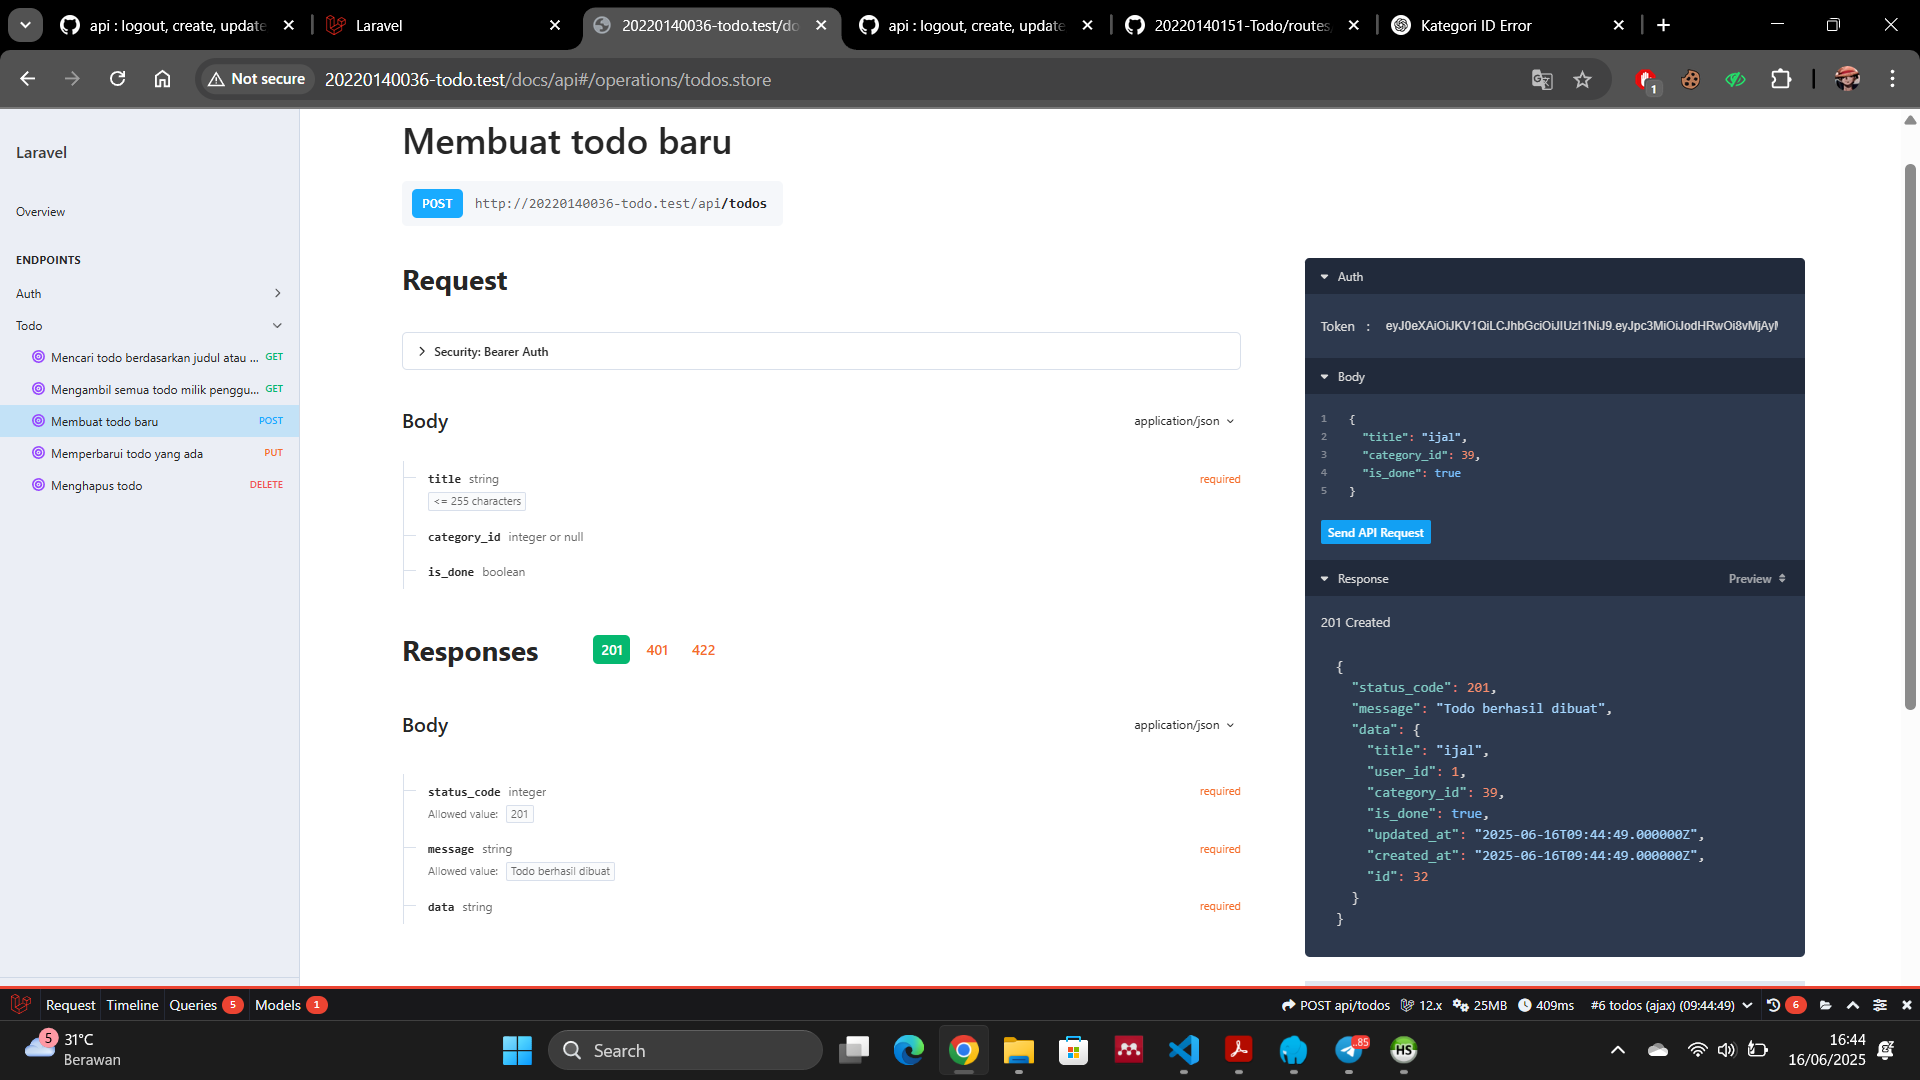 api : logout, create, update
Laravel
20220140036-todo.test/do
api : logout, create, update
20220140151-Todo/routes,
Kategori ID Error
Not secure
20220140036-todo.test/docs/api#/operations/todos.store
1
Laravel
Overview
ENDPOINTS
Auth
Todo
Mencari todo berdasarkan judul atau ... GET
Mengambil semua todo milik penggu... GET
Membuat todo baru POST
Memperbarui todo yang ada PUT
Menghapus todo DELETE
Membuat todo baru
POST http://20220140036-todo.test/api/todos
Request
Security: Bearer Auth
Body
application/json
title string required
<= 255 characters
category_id integer or null
is_done boolean
Responses 201 401 422
Body
application/json
status_code integer required
Allowed value: 201
message string required
Allowed value: Todo berhasil dibuat
data string required
Auth
Token : eyJ0eXAiOiJKV1QiLCJhbGciOiJIUzI1NiJ9.eyJpc3MiOiJodHRwOi8vMjAyM
Body
1 {
2 "title": "ijal",
3 "category_id": 39,
4 "is_done": true
5 }
Send API Request
Response Preview
201 Created
{
"status_code": 201,
"message": "Todo berhasil dibuat",
"data": {
"title": "ijal",
"user_id": 1,
"category_id": 39,
"is_done": true,
"updated_at": "2025-06-16T09:44:49.000000Z",
"created_at": "2025-06-16T09:44:49.000000Z",
"id": 32
}
}
Request Timeline Queries 5 Models 1
POST api/todos 12.x 25MB 409ms #6 todos (ajax) (09:44:49) 6
5
31°C
Berawan
Search
85
HS
16:44
16/06/2025